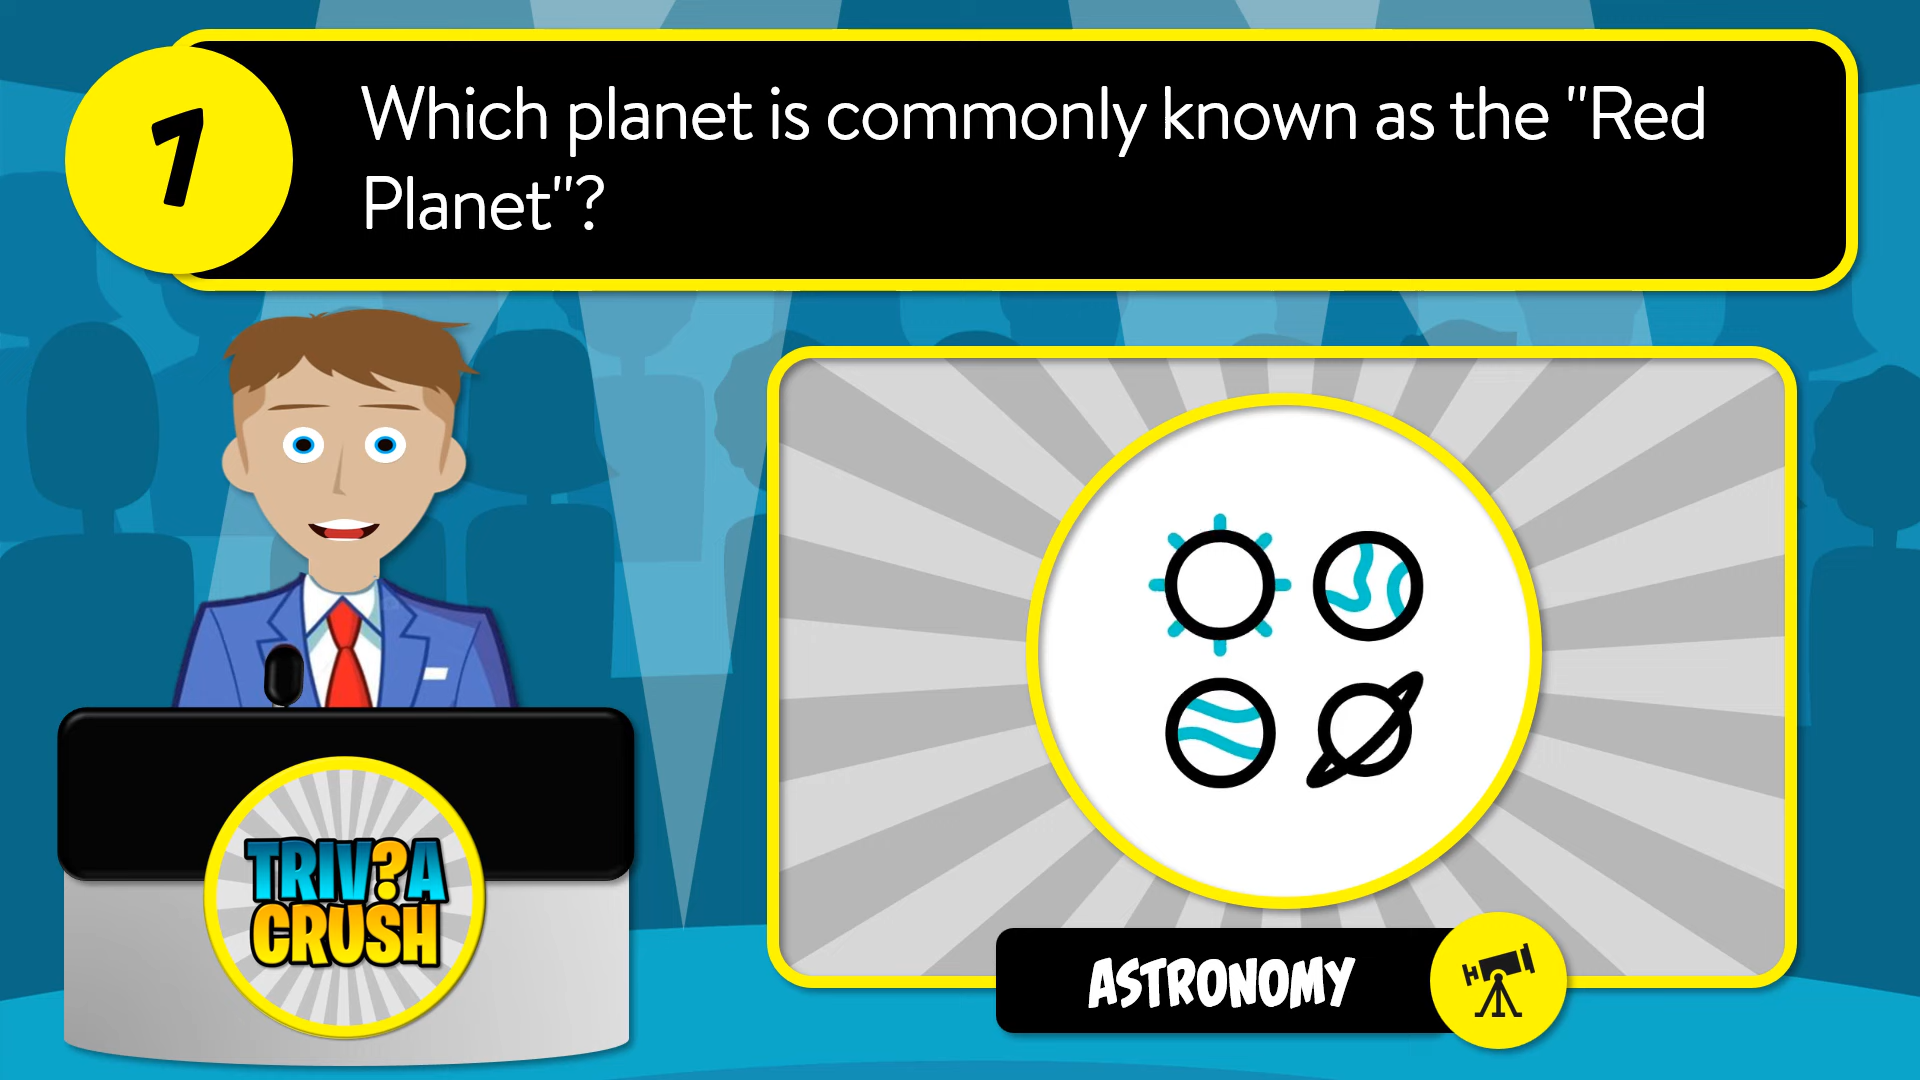 1
Which planet is commonly known as the "Red
Planet"?
TRIV?A
CRUSH
ASTRONOMY